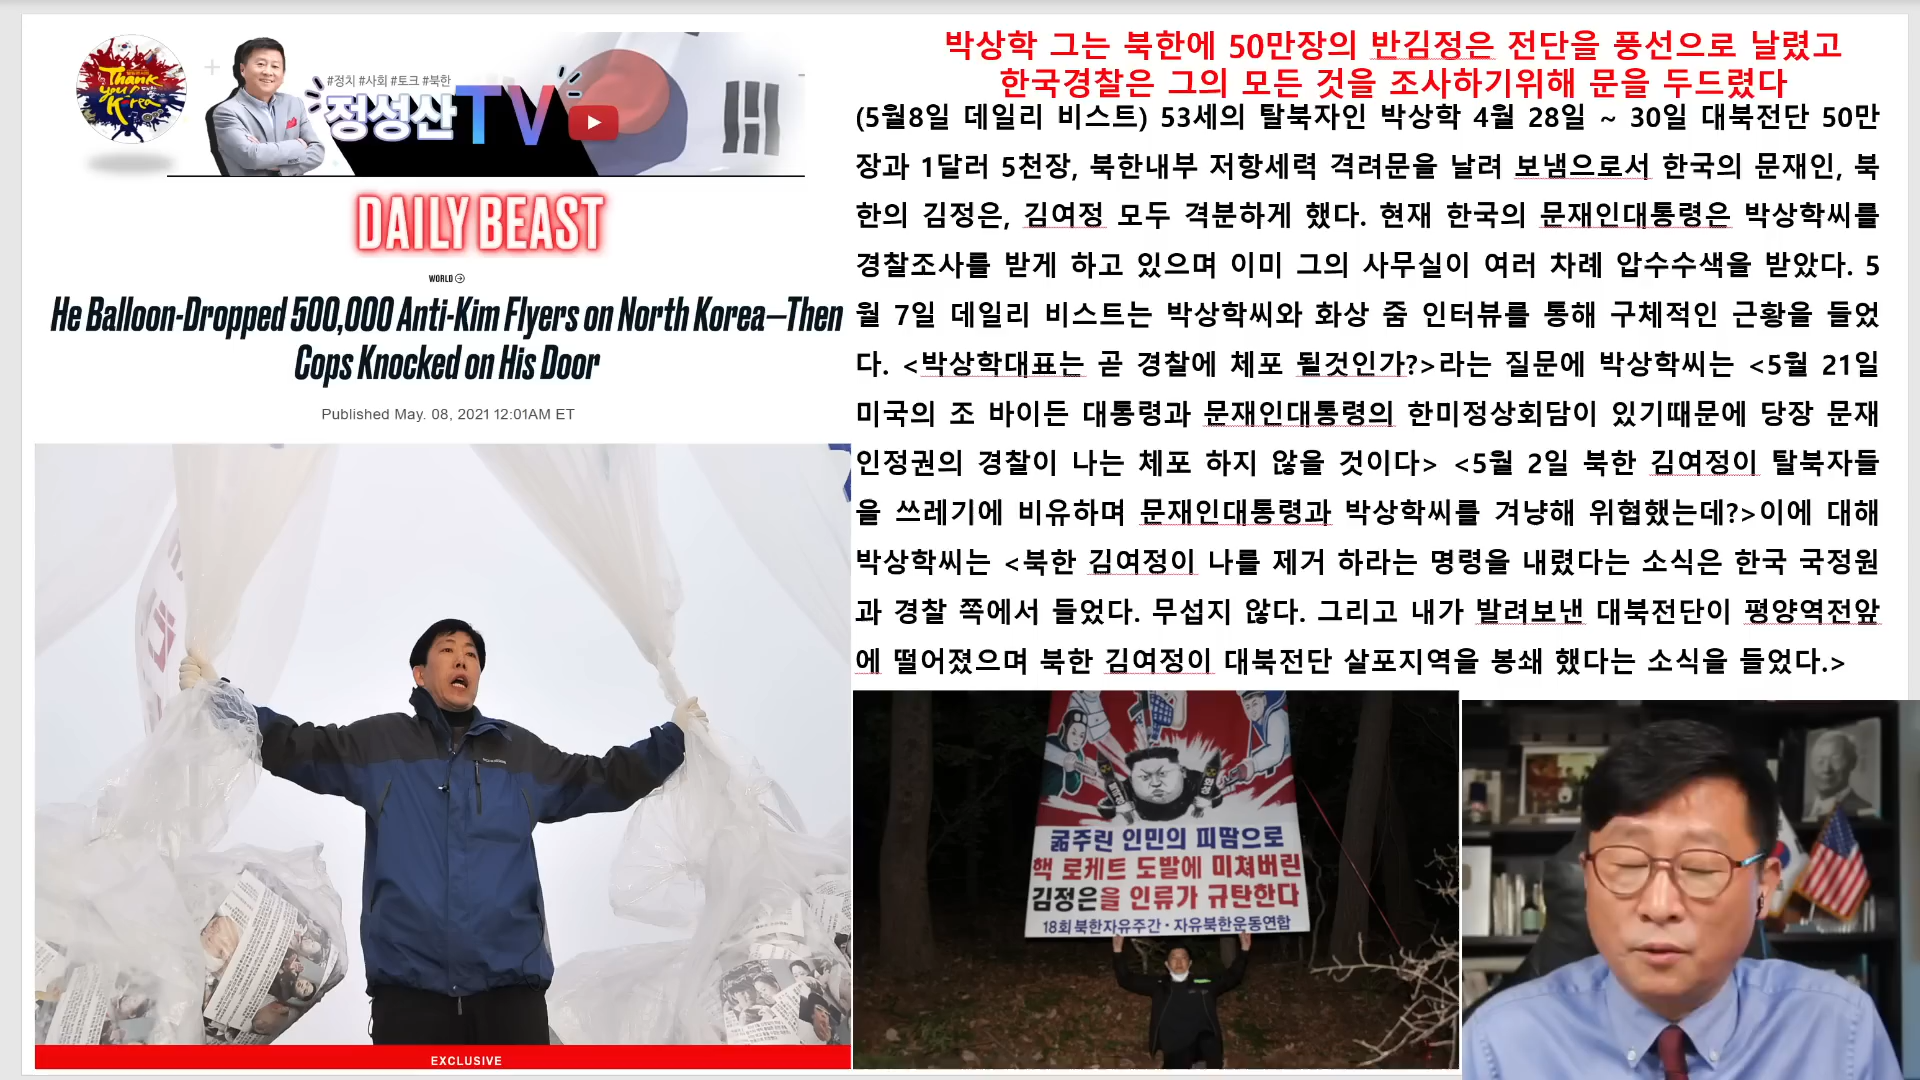 Thank you Korea
#정치 #사회 #토크 #북한
정성산TV
DAILY BEAST
WORLD
He Balloon-Dropped 500,000 Anti-Kim Flyers on North Korea—Then
Cops Knocked on His Door
Published May. 08, 2021 12:01AM ET
EXCLUSIVE
박상학 그는 북한에 50만장의 반김정은 전단을 풍선으로 날렸고
한국경찰은 그의 모든 것을 조사하기위해 문을 두드렸다
(5월8일 데일리 비스트) 53세의 탈북자인 박상학 4월 28일 ~ 30일 대북전단 50만
장과 1달러 5천장, 북한내부 저항세력 격려문을 날려 보냄으로서 한국의 문재인, 북
한의 김정은, 김여정 모두 격분하게 했다. 현재 한국의 문재인대통령은 박상학씨를
경찰조사를 받게 하고 있으며 이미 그의 사무실이 여러 차례 압수수색을 받았다. 5
월 7일 데일리 비스트는 박상학씨와 화상 줌 인터뷰를 통해 구체적인 근황을 들었
다. <박상학대표는 곧 경찰에 체포 될것인가?>라는 질문에 박상학씨는 <5월 21일
미국의 조 바이든 대통령과 문재인대통령의 한미정상회담이 있기때문에 당장 문재
인정권의 경찰이 나는 체포 하지 않을 것이다> <5월 2일 북한 김여정이 탈북자들
을 쓰레기에 비유하며 문재인대통령과 박상학씨를 겨냥해 위협했는데?>이에 대해
박상학씨는 <북한 김여정이 나를 제거 하라는 명령을 내렸다는 소식은 한국 국정원
과 경찰 쪽에서 들었다. 무섭지 않다. 그리고 내가 발려보낸 대북전단이 평양역전앞
에 떨어졌으며 북한 김여정이 대북전단 살포지역을 봉쇄 했다는 소식을 들었다.>
굶주린 인민의 피땀으로
핵 로케트 도발에 미쳐버린
김정은을 인류가 규탄한다
18회 북한자유주간·자유북한운동연합